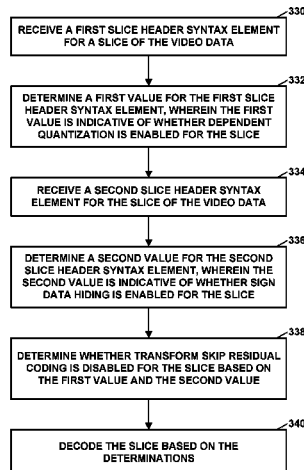 330
RECEIVE A FIRST SLICE HEADER SYNTAX ELEMENT
FOR A SLICE OF THE VIDEO DATA
332
DETERMINE A FIRST VALUE FOR THE FIRST SLICE
HEADER SYNTAX ELEMENT, WHEREIN THE FIRST
VALUE IS INDICATIVE OF WHETHER DEPENDENT
QUANTIZATION IS ENABLED FOR THE SLICE
334
RECEIVE A SECOND SLICE HEADER SYNTAX
ELEMENT FOR THE SLICE OF THE VIDEO DATA
336
DETERMINE A SECOND VALUE FOR THE SECOND
SLICE HEADER SYNTAX ELEMENT, WHEREIN THE
SECOND VALUE IS INDICATIVE OF WHETHER SIGN
DATA HIDING IS ENABLED FOR THE SLICE
338
DETERMINE WHETHER TRANSFORM SKIP RESIDUAL
CODING IS DISABLED FOR THE SLICE BASED ON
THE FIRST VALUE AND THE SECOND VALUE
340
DECODE THE SLICE BASED ON THE
DETERMINATIONS